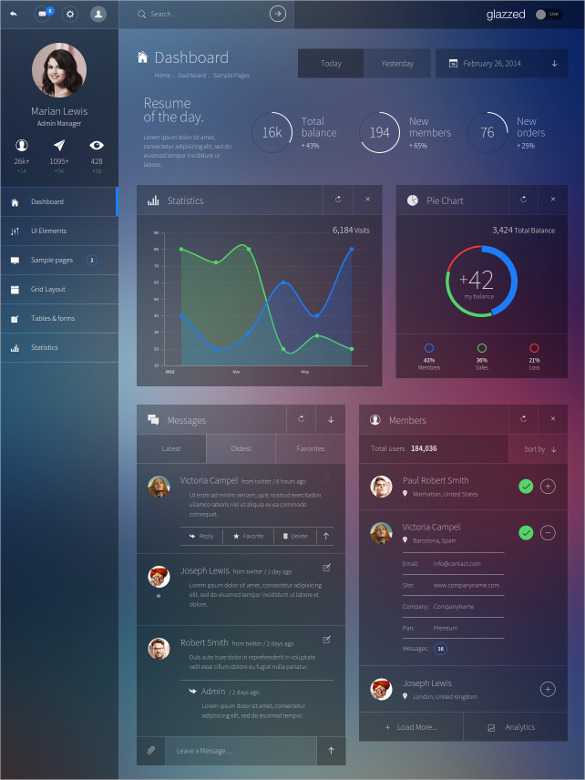 8
Search ...
glazzed
Live
Marian Lewis
Admin Manager
26k+
1095+
428
+14
+86
Dashboard
UI Elements
Sample pages
2
Grid Layout
Tables & forms
Statistics
Dashboard
Home . Dashboard . Sample Pages
Today
Yesterday
February 26, 2014
Resume
of the day.
Lorem ipsum dolor sit amet,
consectetur adipisicing elit,
sed do eiusmod tempor
incididunt ut labore et dolore
labore.
16k
Total
balance
+ 43%
194
New
members
+ 65%
76
New
orders
+ 25%
Statistics
6,184 Visits
90
80
70
60
50
40
30
20
10
2012
Mar
May
Pie Chart
3,424 Total Balance
+42
my balance
43%
Members
36%
Sales
21%
Loss
Messages
Latest
Oldest
Favorites
Victoria Campel from twitter / 6 hours ago
Ut enim ad minim veniam, quis nostrud exercitation
ullamco laboris nisi ut aliquip ex ea commodo
consequat.
Reply
Favorite
Delete
Joseph Lewis from twitter / 1 day ago
Lorem ipsum dolor sit amet, consectetur adipisicing
elit, sed do eiusmod tempor incididunt ut labore et
dolore.
Robert Smith from twitter / 2 days ago
Duis aute irure dolor in reprehenderit in voluptate
velit esse cillum dolore eu fugiat nulla pariatur.
Admin / 2 days ago
Lorem ipsum dolor sit amet, consectetur
adipisicing elit, sed do eiusmod tempor
incididunt ut labore et dolore.
Leave a Message ...
Members
Total users 184,036
Sort by
Paul Robert Smith
Manhattan, United States
Victoria Campel
Barcelona, Spain
Email: info@contact.com
Site: www.companyname.com
Company: CompanyName
Pan: Premium
Messages: 16
Joseph Lewis
London, United Kingdom
+ Load More...
Analytics